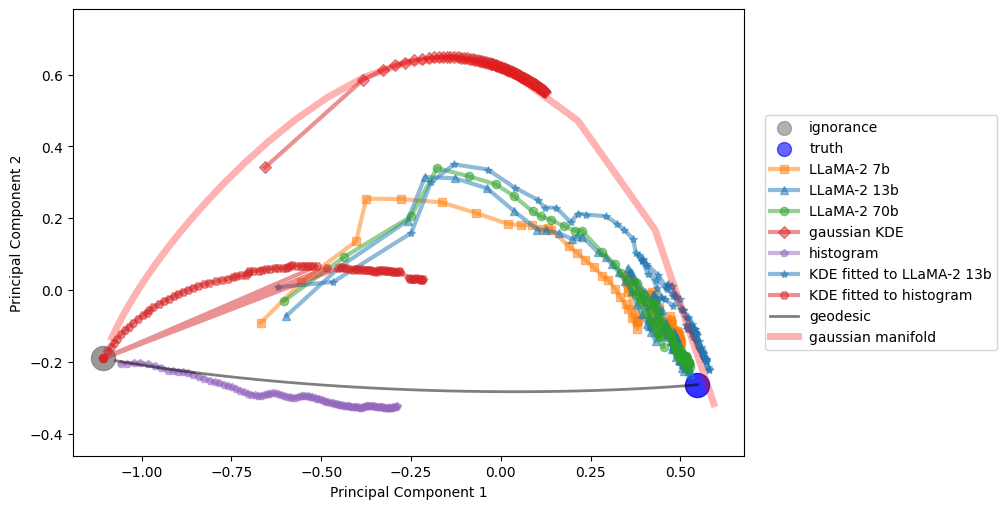 Principal Component 2
0.6
0.4
0.2
0.0
−0.2
−0.4
−1.00
−0.75
−0.50
−0.25
0.00
0.25
0.50
Principal Component 1
ignorance
truth
LLaMA-2 7b
LLaMA-2 13b
LLaMA-2 70b
gaussian KDE
histogram
KDE fitted to LLaMA-2 13b
KDE fitted to histogram
geodesic
gaussian manifold